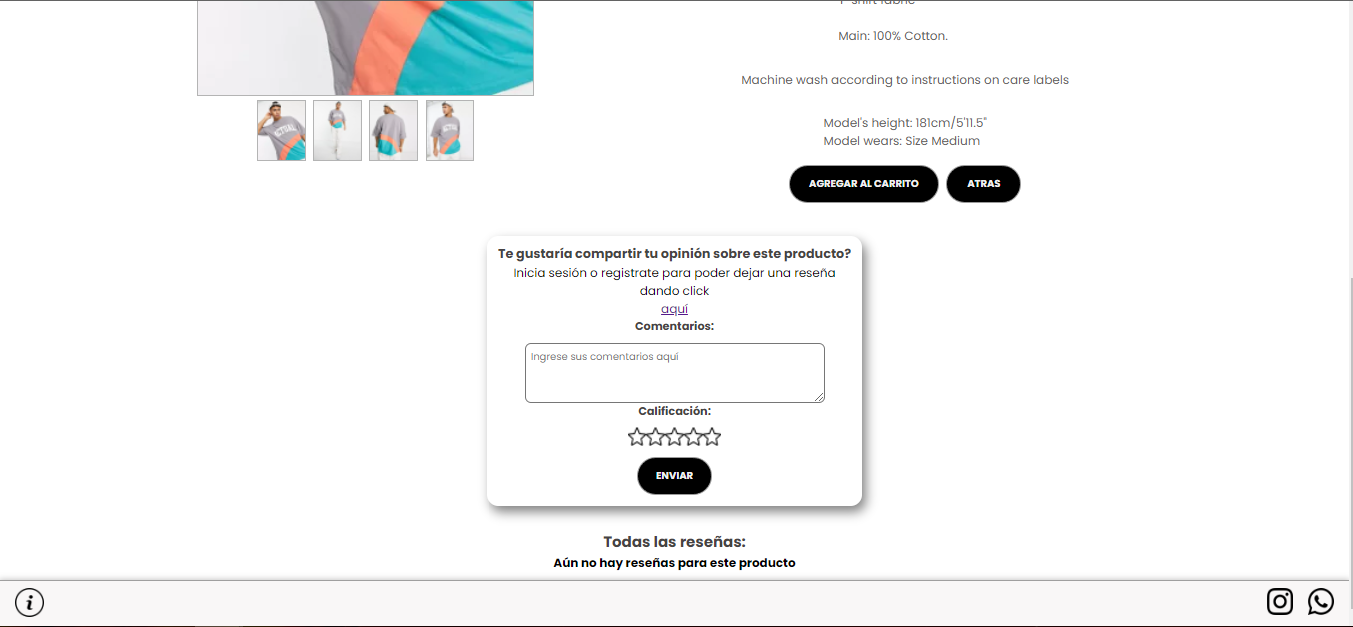 T-shirt fabric
Main: 100% Cotton.
Machine wash according to instructions on care labels
Model's height: 181cm/5'11.5"
Model wears: Size Medium
AGREGAR AL CARRITO
ATRAS
Te gustaría compartir tu opinión sobre este producto?
Inicia sesión o registrate para poder dejar una reseña
dando click
aquí
Comentarios:
Ingrese sus comentarios aquí
Calificación:
ENVIAR
Todas las reseñas:
Aún no hay reseñas para este producto